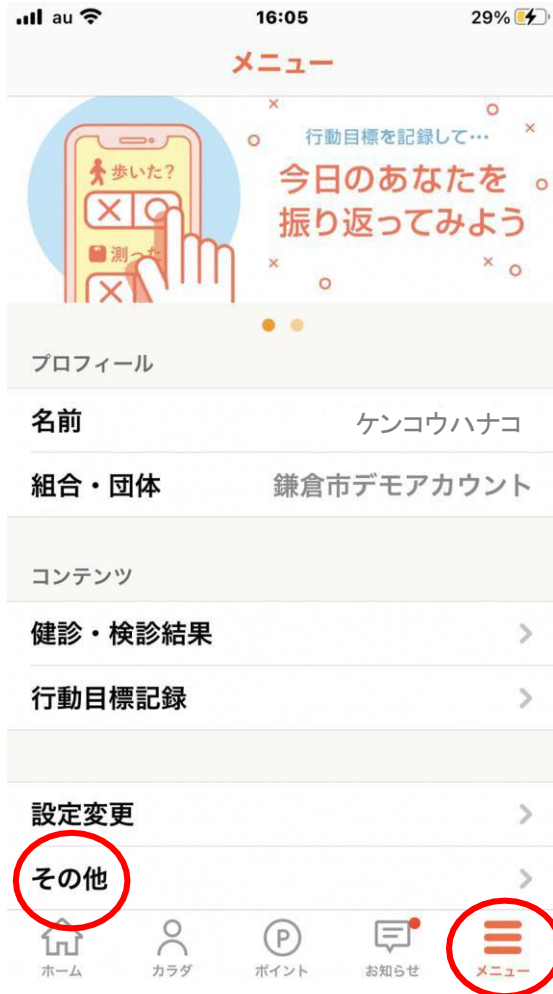 au 16:05 29%
メニュー
行動目標を記録して…
今日のあなたを
振り返ってみよう
歩いた？
測った
プロフィール
名前 ケンコウハナコ
組合・団体 鎌倉市デモアカウント
コンテンツ
健診・検診結果
行動目標記録
設定変更
その他
ホーム カラダ ポイント お知らせ メニュー